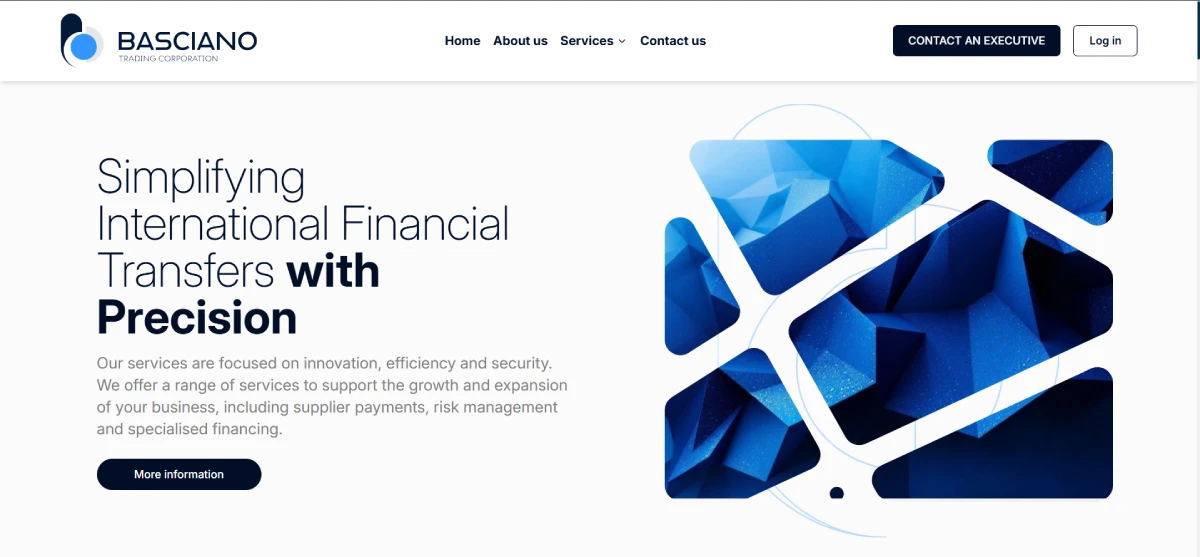 BASCIANO
TRADING CORPORATION
Home About us Services Contact us
CONTACT AN EXECUTIVE
Log in
Simplifying
International Financial
Transfers with
Precision
Our services are focused on innovation, efficiency and security.
We offer a range of services to support the growth and expansion
of your business, including supplier payments, risk management
and specialised financing.
More information